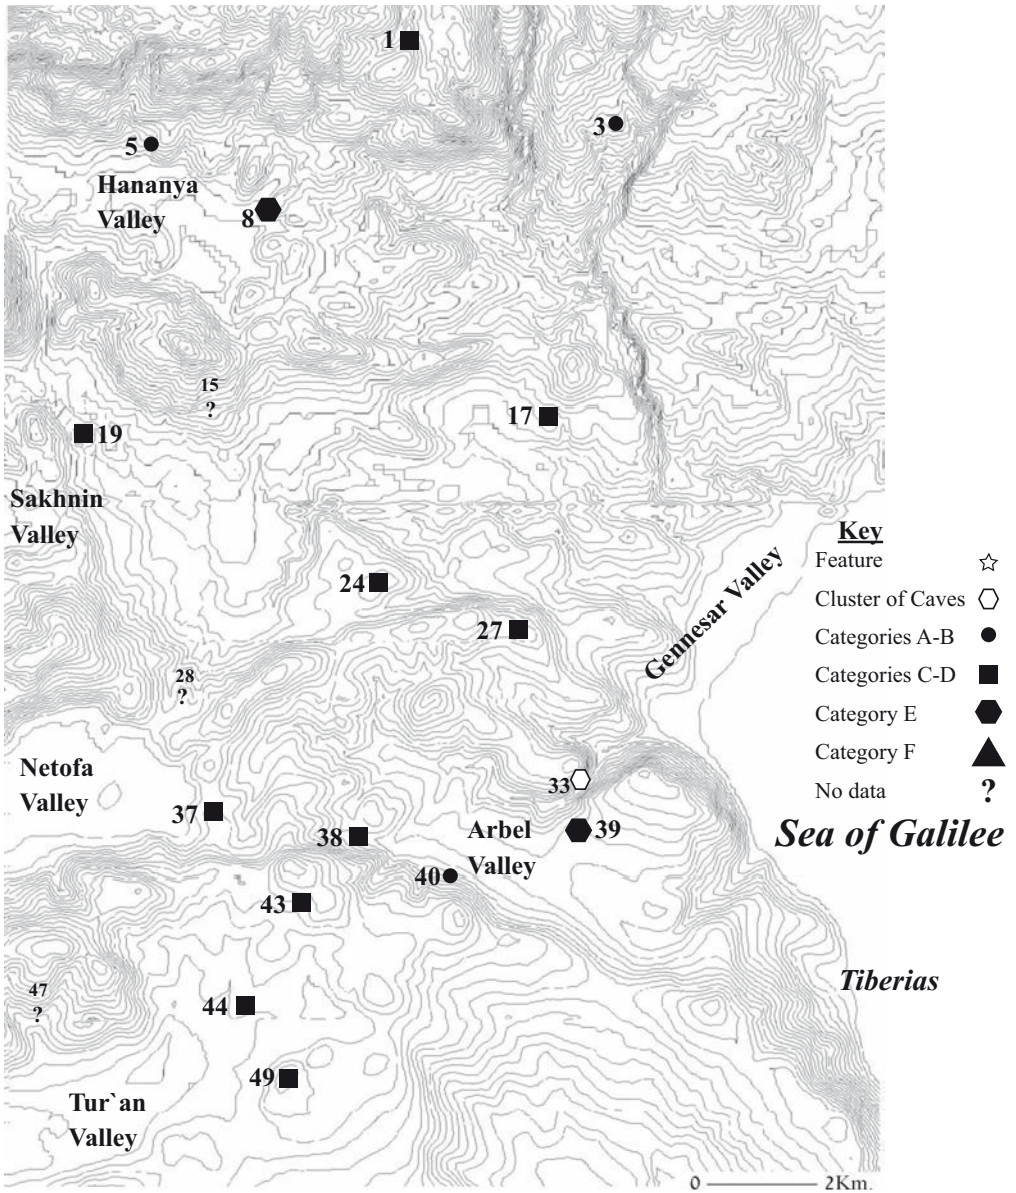 1
3
5
Hananya
Valley
8
15
?
17
19
Sakhnin
Valley
24
27
Gennesar Valley
28
?
Key
Feature
Cluster of Caves
Categories A-B
Categories C-D
Category E
Category F
No data ?
Netofa
Valley
33
37
38
Arbel
Valley
39
Sea of Galilee
40
43
47
?
44
Tiberias
49
Tur`an
Valley
0 2Km.